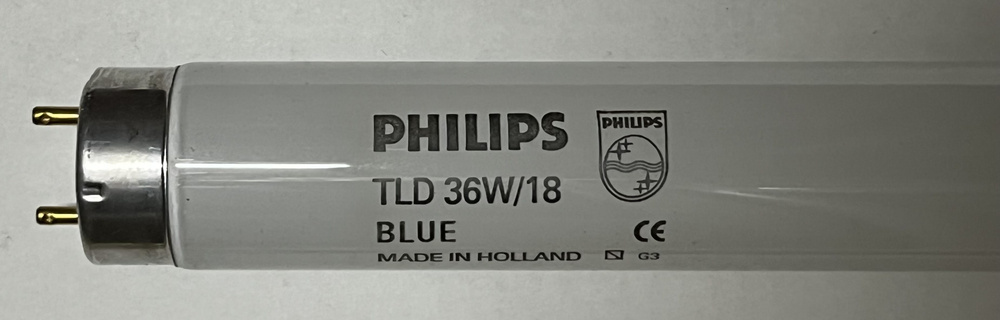 PHILIPS
PHILIPS
TLD 36W/18
BLUE CE
MADE IN HOLLAND G3